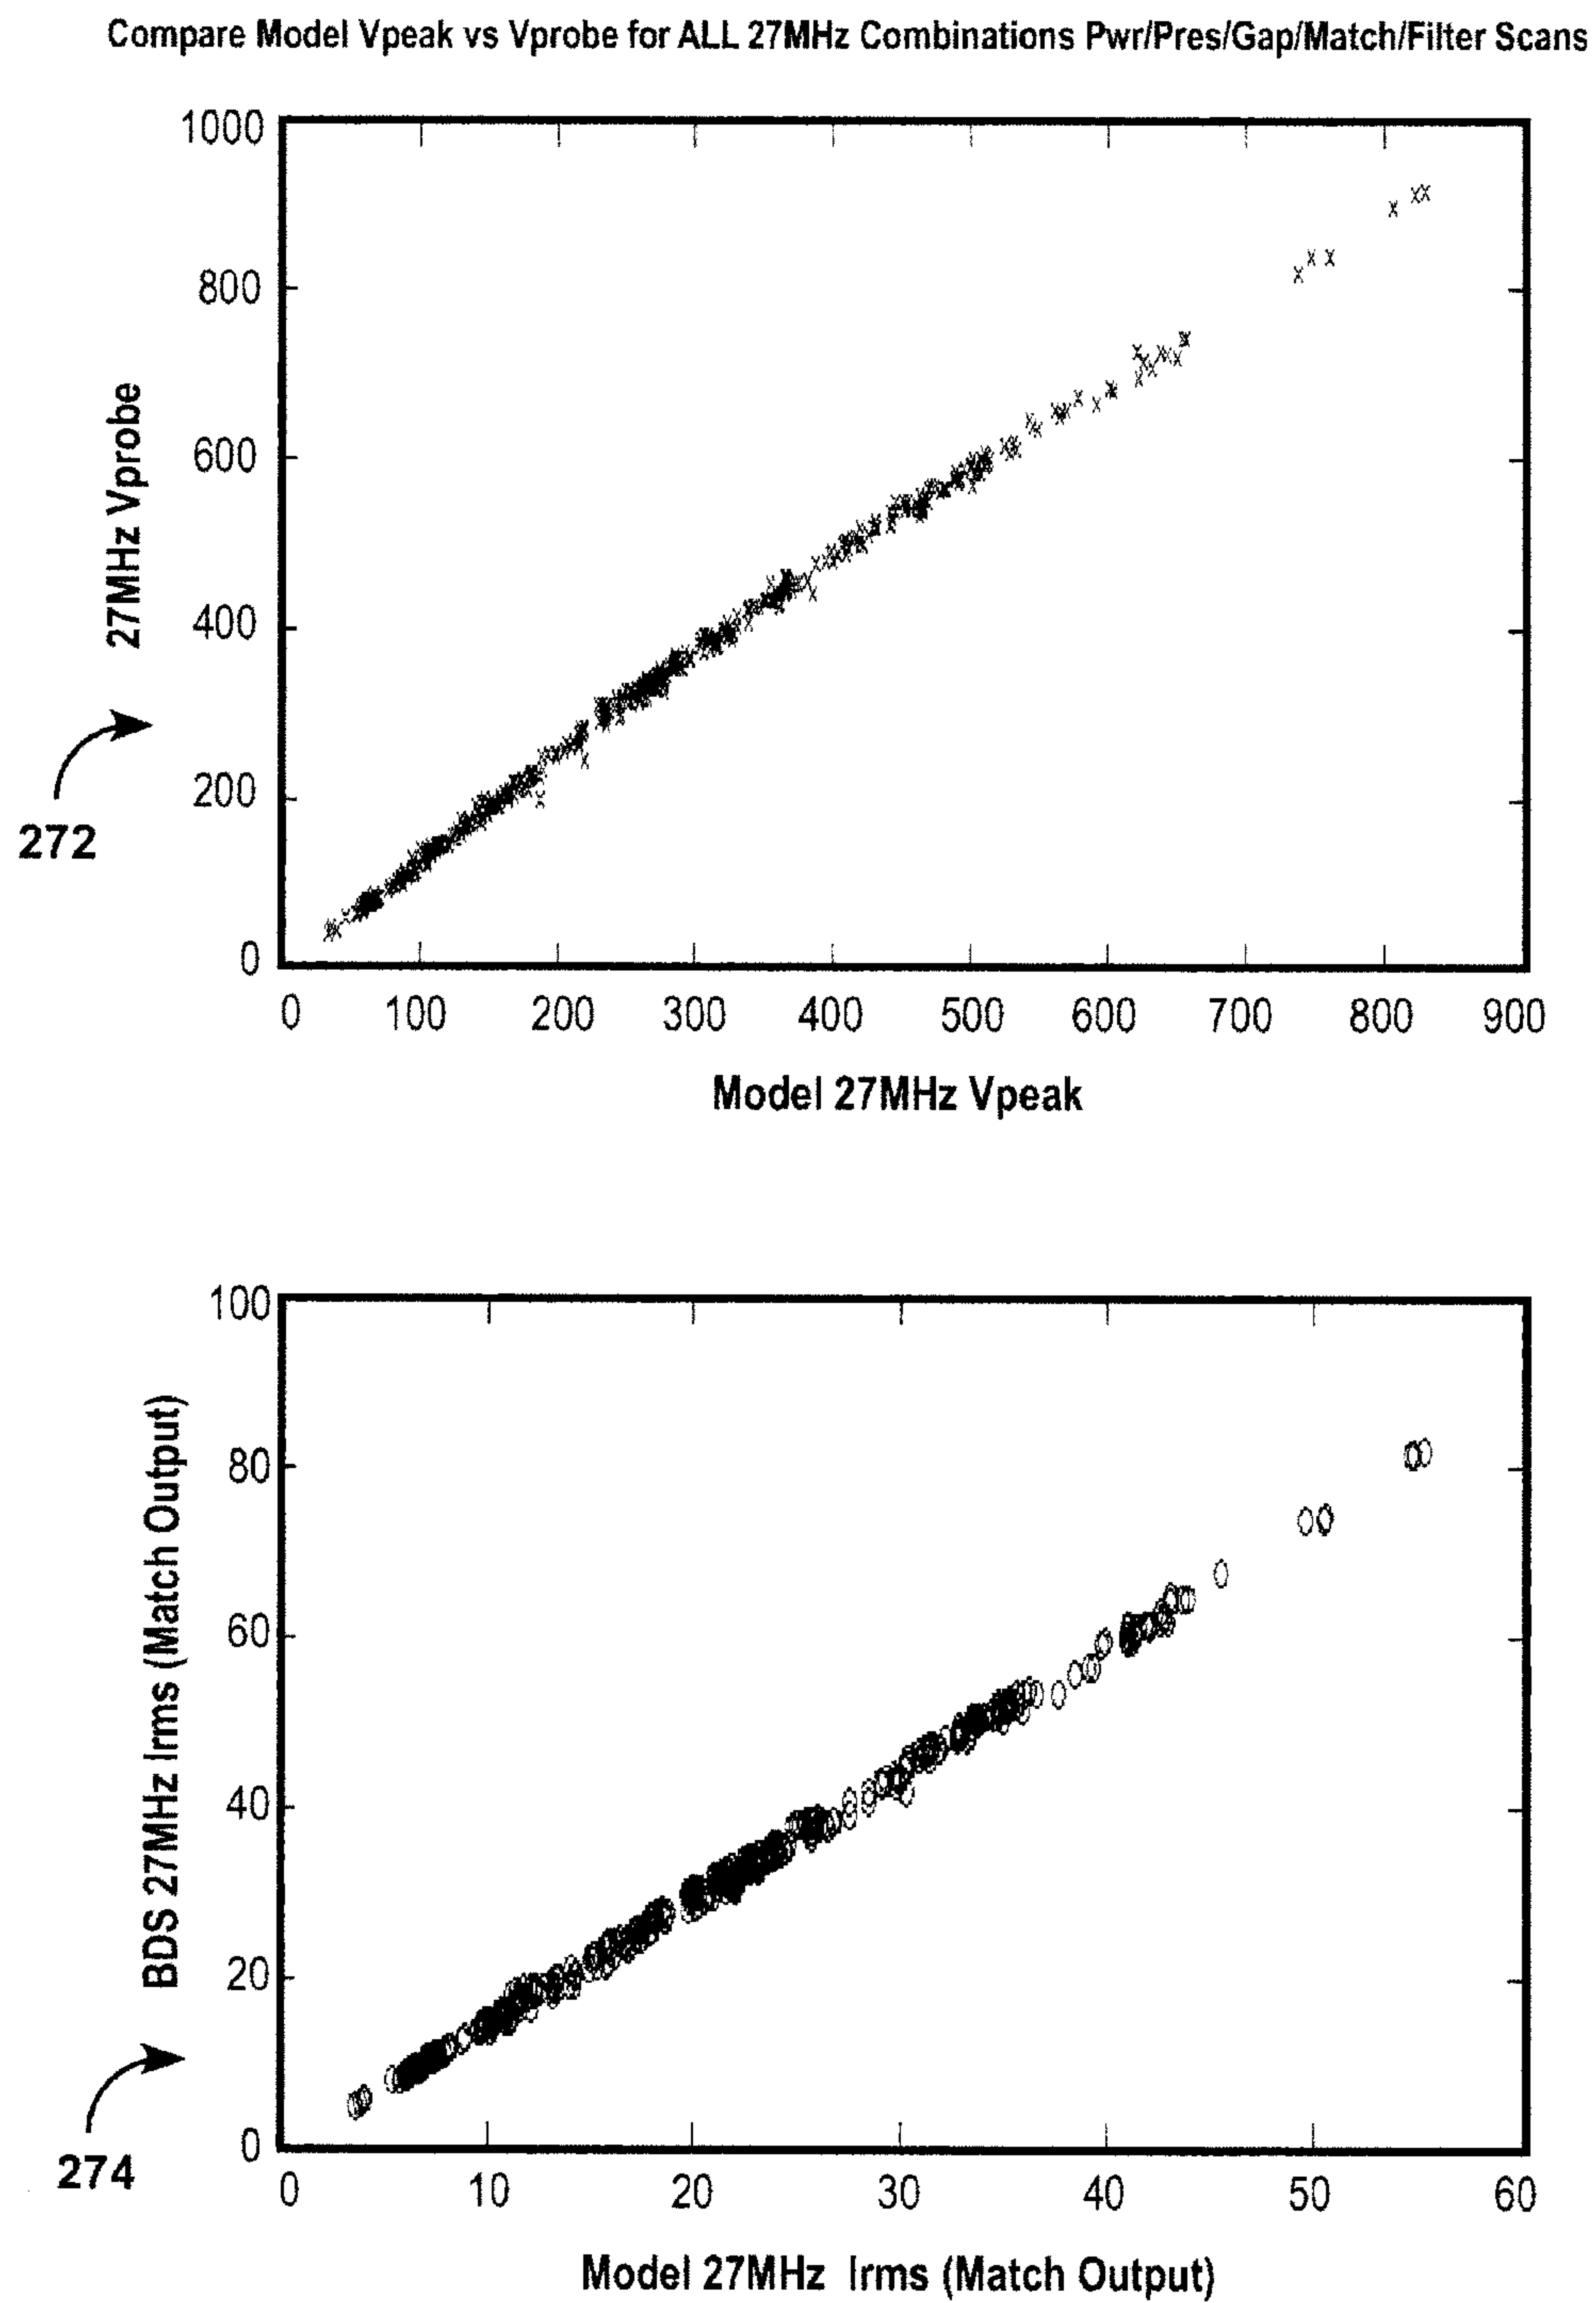 Compare Model Vpeak vs Vprobe for ALL 27MHz Combinations Pwr/Pres/Gap/Match/Filter Scans
1000
800
600
400
200
0
27MHz Vprobe
272
0 100 200 300 400 500 600 700 800 900
Model 27MHz Vpeak
100
80
60
40
20
0
BDS 27MHz Irms (Match Output)
274
0 10 20 30 40 50 60
Model 27MHz Irms (Match Output)